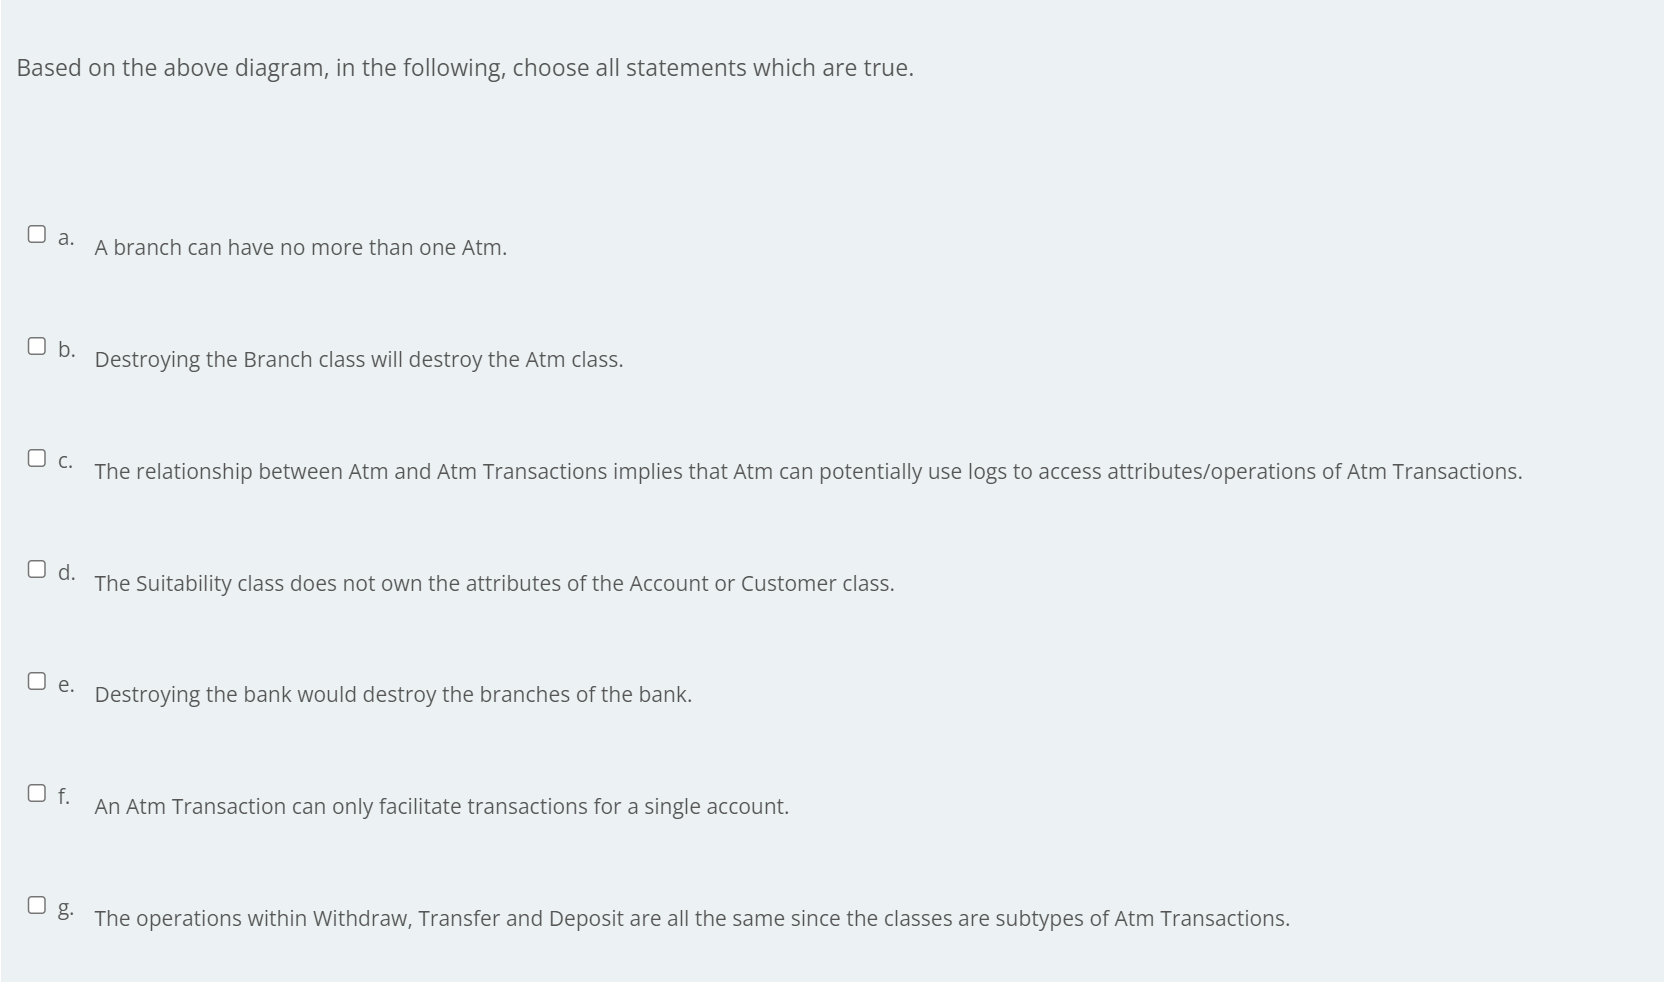 Based on the above diagram, in the following, choose all statements which are true.
a. A branch can have no more than one Atm.
b. Destroying the Branch class will destroy the Atm class.
c. The relationship between Atm and Atm Transactions implies that Atm can potentially use logs to access attributes/operations of Atm Transactions.
d. The Suitability class does not own the attributes of the Account or Customer class.
e. Destroying the bank would destroy the branches of the bank.
f. An Atm Transaction can only facilitate transactions for a single account.
g. The operations within Withdraw, Transfer and Deposit are all the same since the classes are subtypes of Atm Transactions.